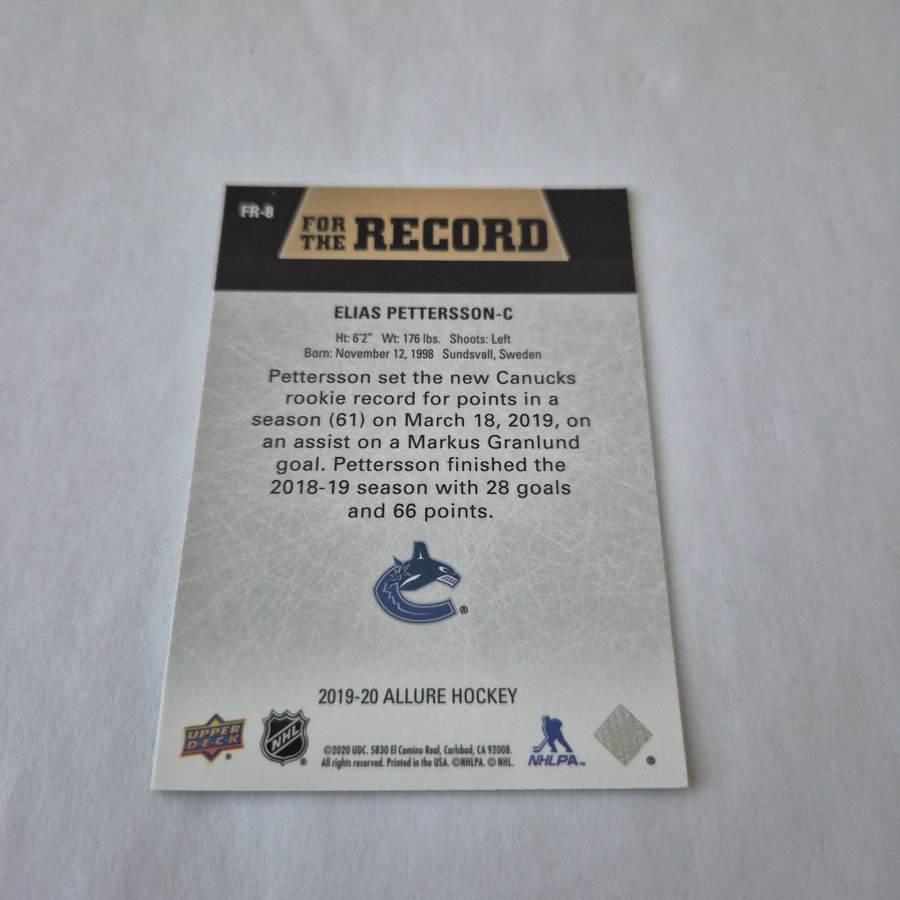 FR-8
FOR THE RECORD
ELIAS PETTERSSON-C
Ht: 6'2" Wt: 176 lbs. Shoots: Left
Born: November 12, 1998 Sundsvall, Sweden
Pettersson set the new Canucks
rookie record for points in a
season (61) on March 18, 2019, on
an assist on a Markus Granlund
goal. Pettersson finished the
2018-19 season with 28 goals
and 66 points.
®
2019-20 ALLURE HOCKEY
UPPER
D·E·C·K ®
NHL ®
©2020 UDC. 5830 El Camino Real, Carlsbad, CA 92008.
All rights reserved. Printed in the USA. ©NHLPA. © NHL.
NHLPA™
®